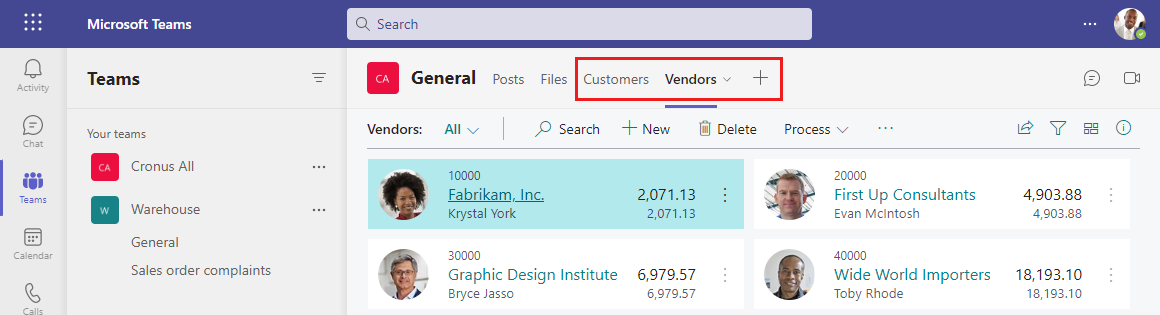 Microsoft Teams
Search
Activity
Chat
Teams
Calendar
Calls
Teams
Your teams
CA Cronus All
W Warehouse
General
Sales order complaints
CA General Posts Files Customers Vendors
Vendors: All Search New Delete Process
10000
Fabrikam, Inc. 2,071.13
Krystal York 2,071.13
20000
First Up Consultants 4,903.88
Evan McIntosh 4,903.88
30000
Graphic Design Institute 6,979.57
Bryce Jasso 6,979.57
40000
Wide World Importers 18,193.10
Toby Rhode 18,193.10